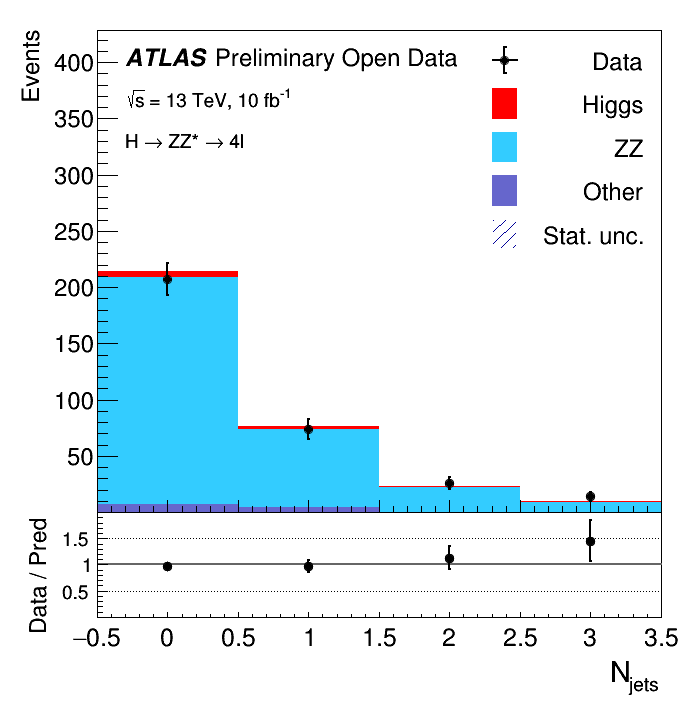 Events
400
350
300
250
200
150
100
50
ATLAS Preliminary Open Data
√s = 13 TeV, 10 fb-1
H → ZZ* → 4l
Data
Higgs
ZZ
Other
Stat. unc.
Data / Pred
1.5
1
0.5
−0.5 0 0.5 1 1.5 2 2.5 3 3.5
Njets